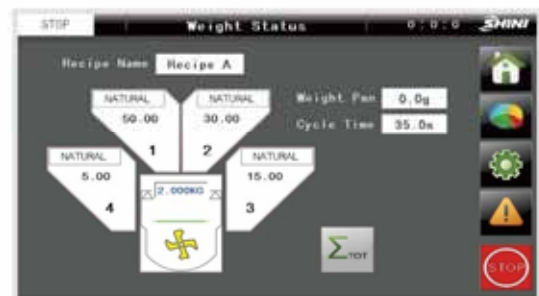 STOP Weight Status 0:0:0 SHINI
Recipe Name Recipe A
NATURAL NATURAL Weight Pan 0.0g
50.00 30.00 Cycle Time 35.0s
1 2
NATURAL NATURAL
5.00 2.000KG 15.00
4 3
ΣTOT
STOP